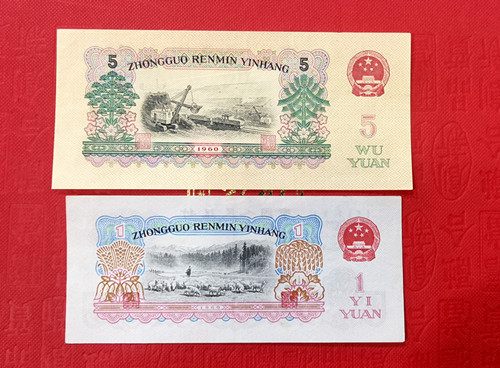 5 ZHONGGUO RENMIN YINHANG 5
5
WU
YUAN
1960
ZHONGGUO RENMIN YINHANG
1 1
1
YI
YUAN